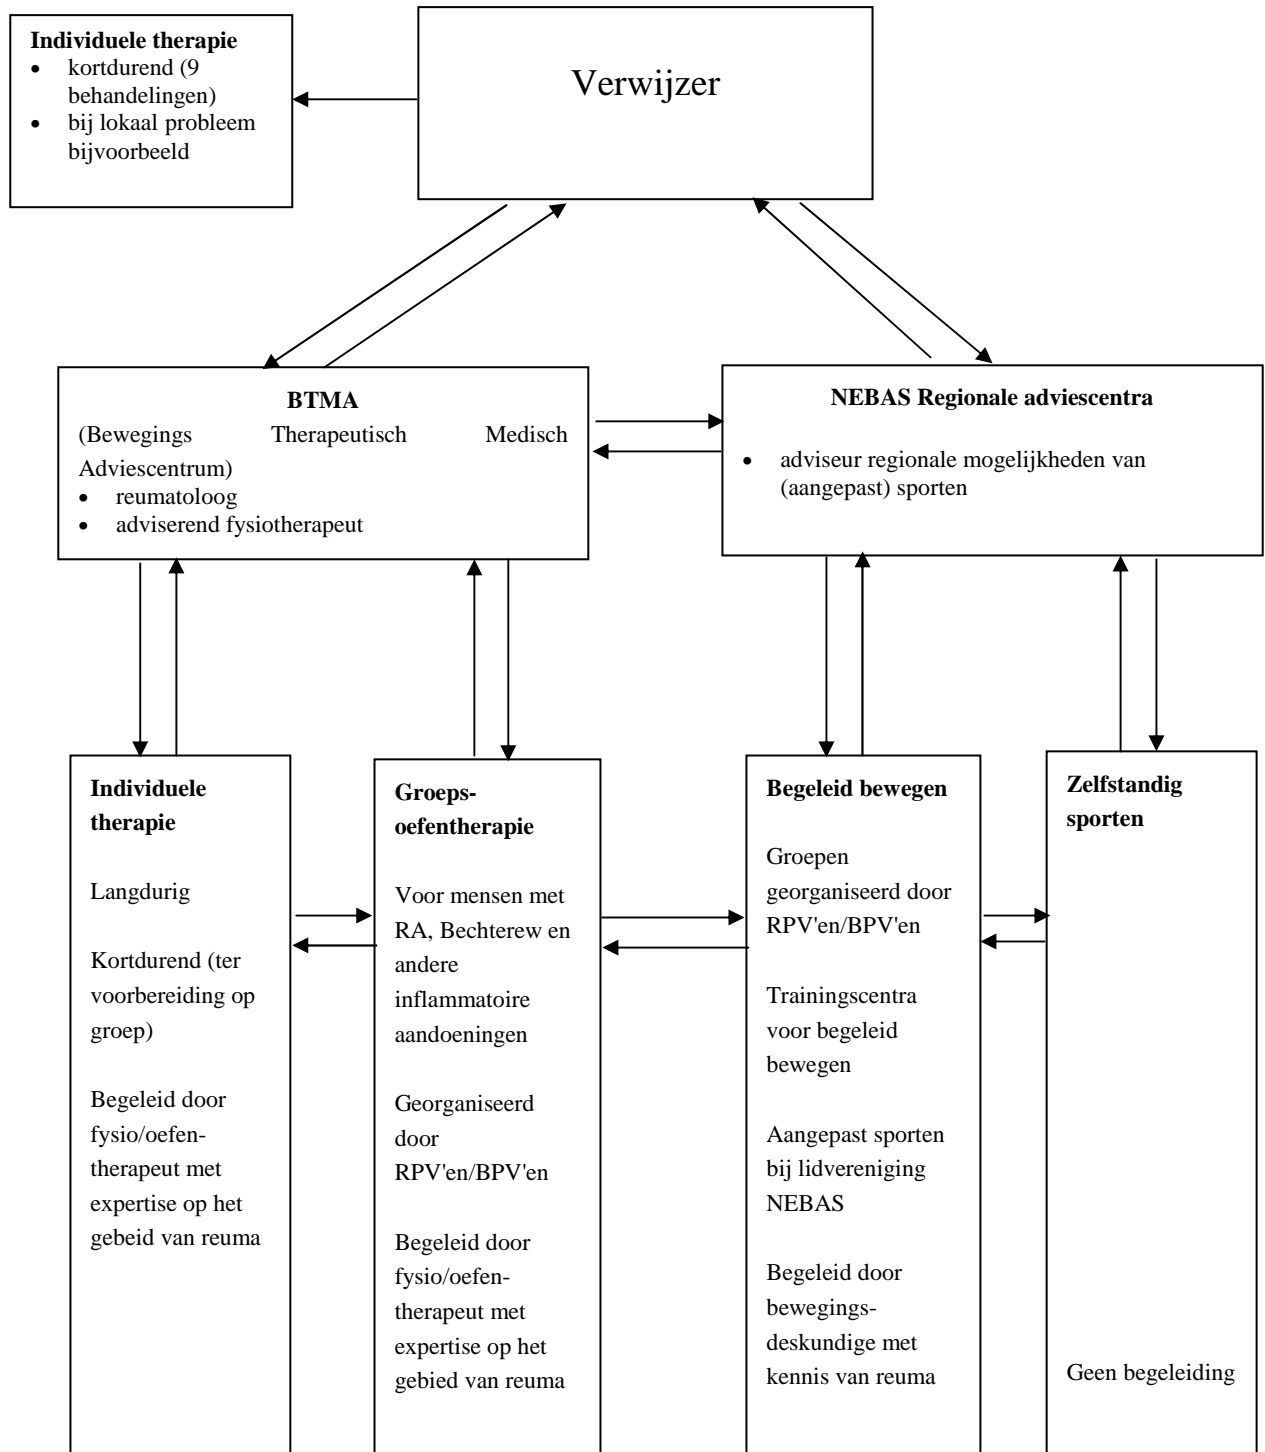 Individuele therapie
• kortdurend (9
behandelingen)
• bij lokaal probleem
bijvoorbeeld
Verwijzer
BTMA
(Bewegings Therapeutisch Medisch
Adviescentrum)
• reumatoloog
• adviserend fysiotherapeut
NEBAS Regionale adviescentra
• adviseur regionale mogelijkheden van
(aangepast) sporten
Individuele
therapie
Langdurig
Kortdurend (ter
voorbereiding op
groep)
Begeleid door
fysio/oefen-
therapeut met
expertise op het
gebeid van reuma
Groeps-
oefentherapie
Voor mensen met
RA, Bechterew en
andere
inflammatoire
aandoeningen
Georganiseerd
door
RPV'en/BPV'en
Begeleid door
fysio/oefen-
therapeut met
expertise op het
gebied van reuma
Begeleid bewegen
Groepen
georganiseerd door
RPV'en/BPV'en
Trainingscentra
voor begeleid
bewegen
Aangepast sporten
bij lidvereniging
NEBAS
Begeleid door
bewegings-
deskundige met
kennis van reuma
Zelfstandig
sporten
Geen begeleiding